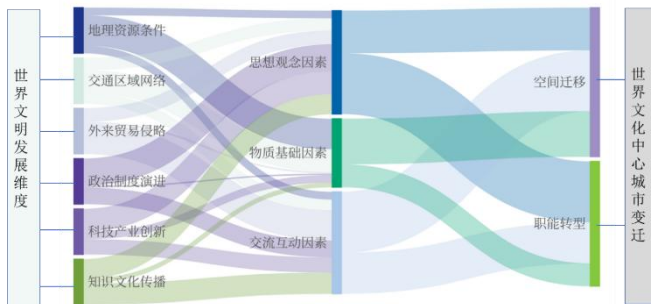 世界文明发展维度
地理资源条件
交通区域网络
外来贸易侵略
政治制度演进
科技产业创新
知识文化传播
思想观念因素
物质基础因素
交流互动因素
空间迁移
职能转型
世界文化中心城市变迁